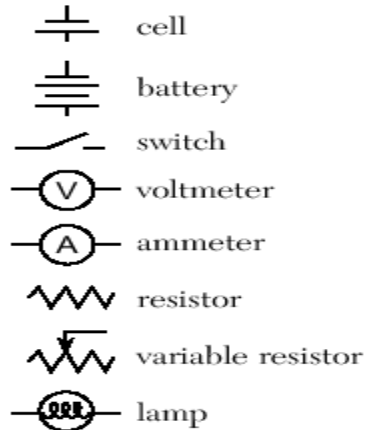 cell
battery
switch
V voltmeter
A ammeter
resistor
variable resistor
lamp